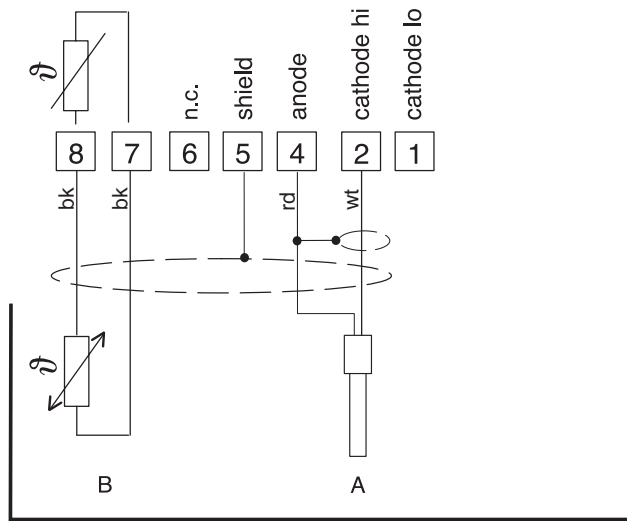 n.c.
shield
anode
cathode hi
cathode lo
ϑ
8 7 6 5 4 2 1
bk bk rd wt
ϑ
B A